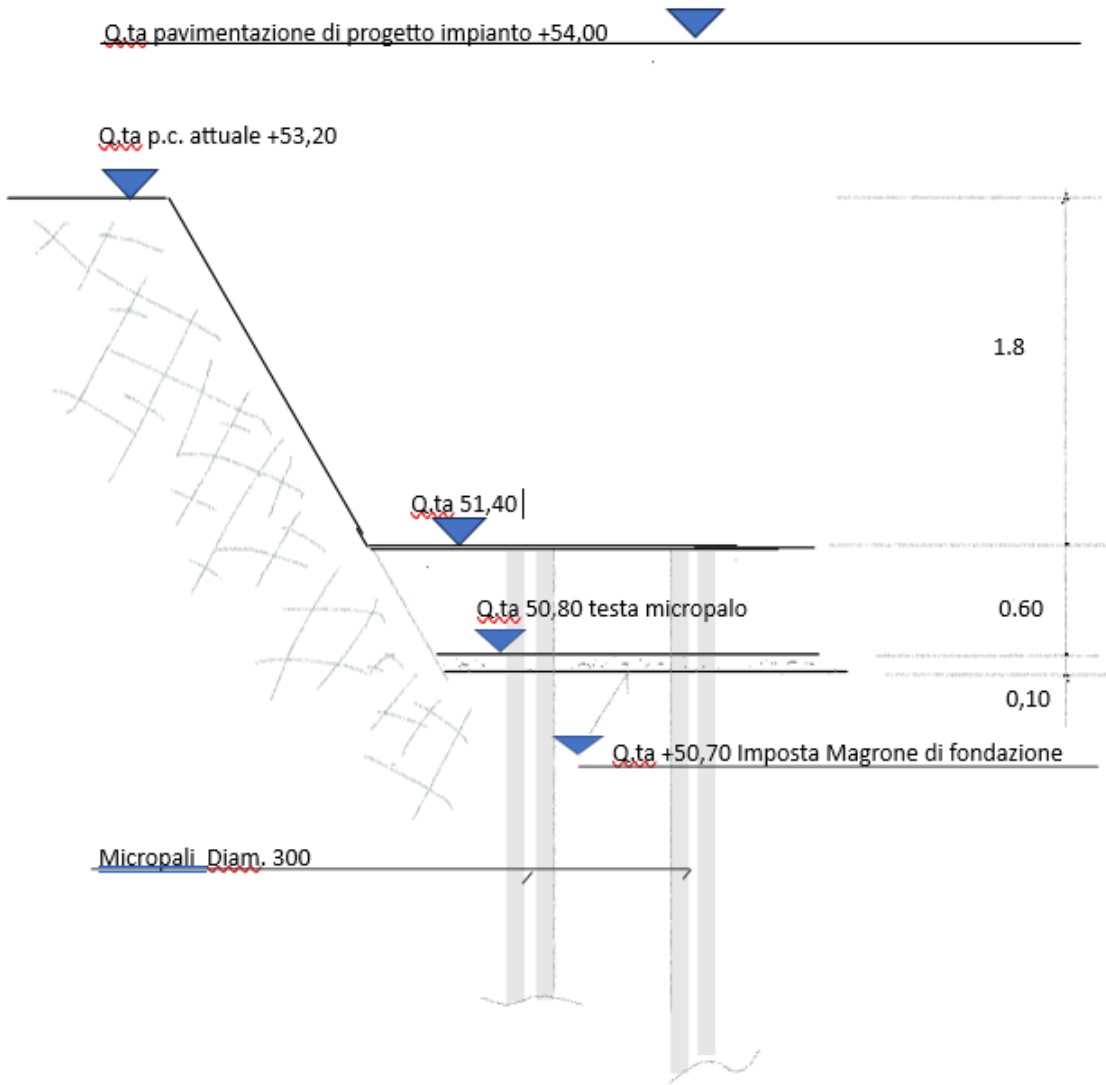 Q.ta pavimentazione di progetto impianto +54,00
Q.ta p.c. attuale +53,20
1.8
Q.ta 51,40
Q.ta 50,80 testa micropalo
0.60
0,10
Q.ta +50,70 Imposta Magrone di fondazione
Micropali Diam. 300